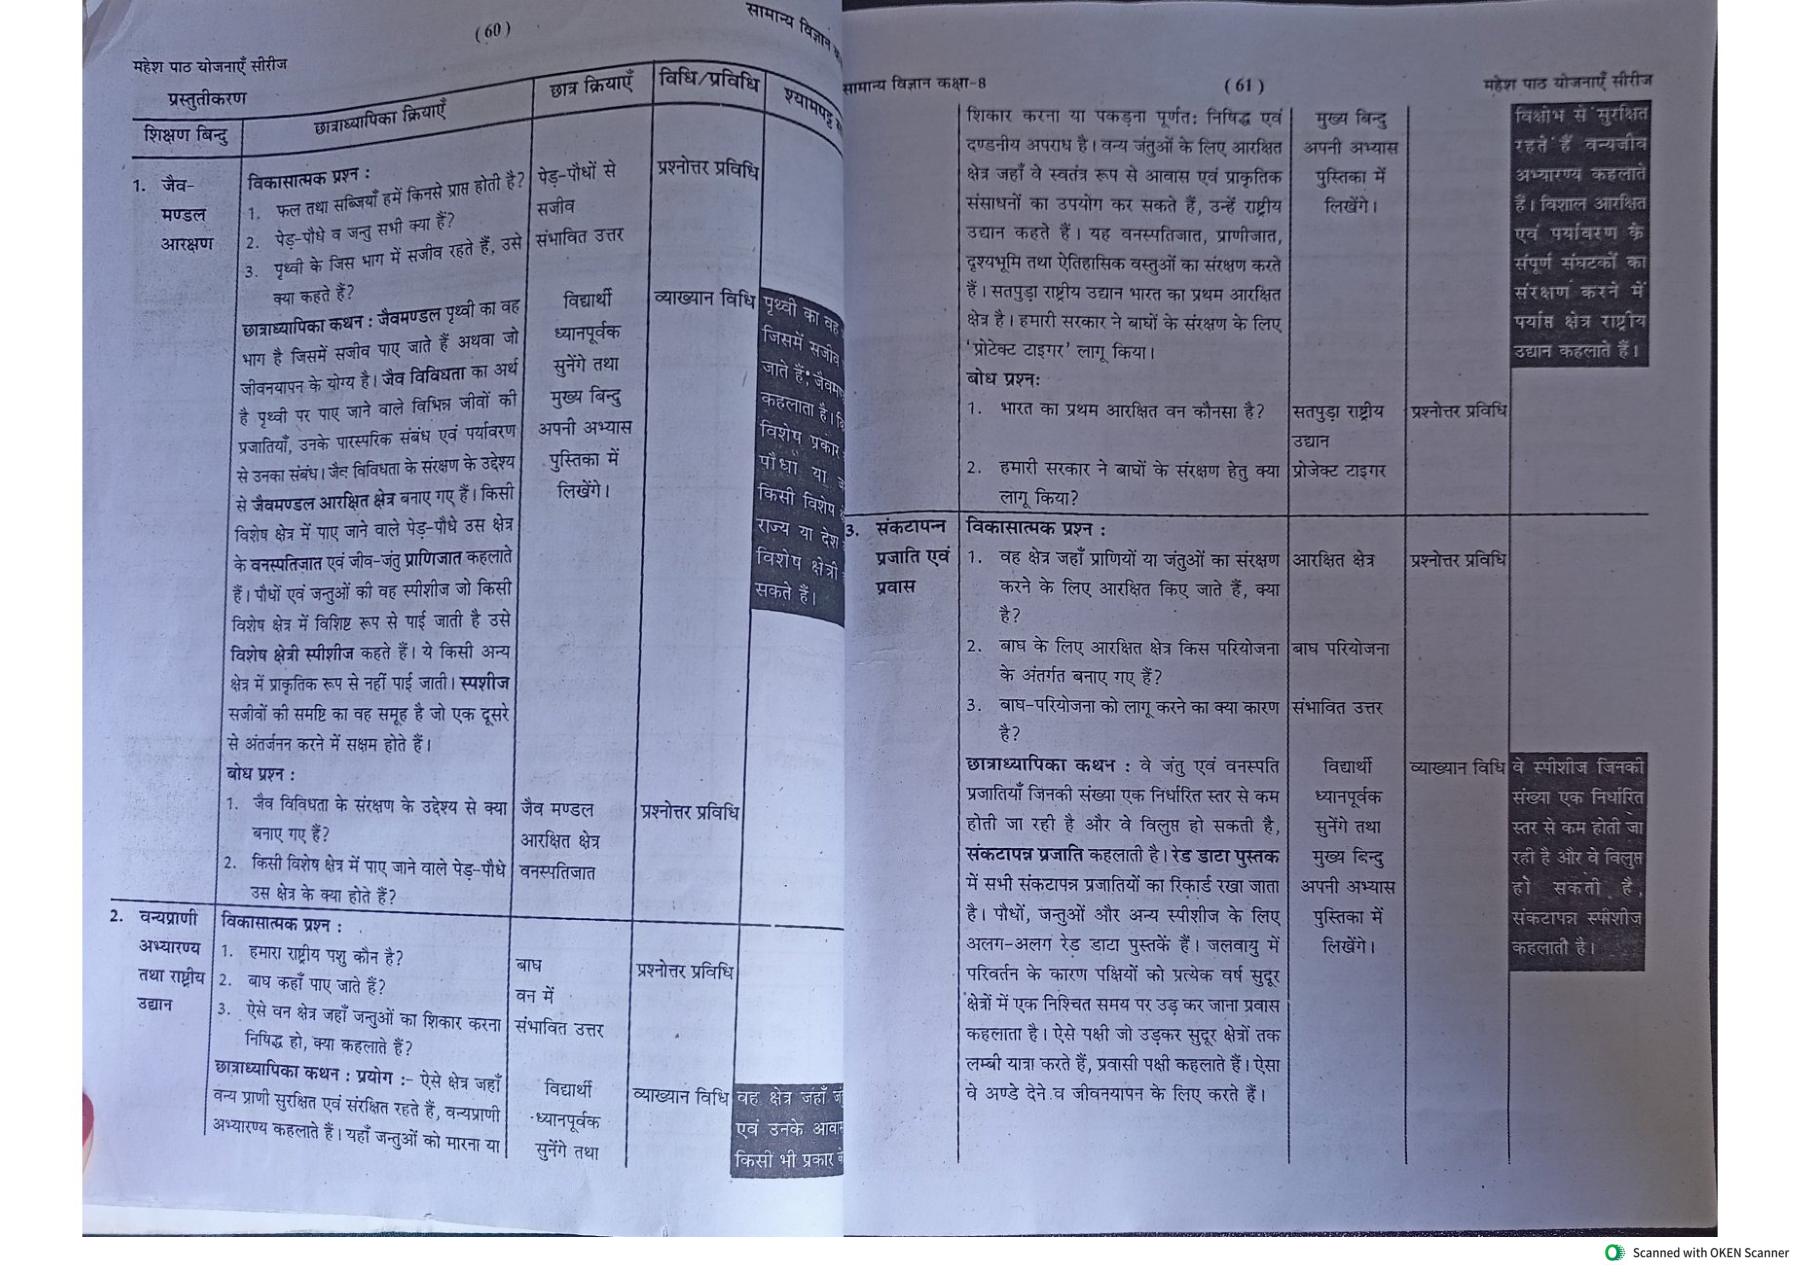 (60)
सामान्य विज्ञान
महेश पाठ योजनाएँ सीरीज
प्रस्तुतीकरण
शिक्षण बिन्दु
छात्राध्यापिका क्रियाएँ
छात्र क्रियाएँ
विधि/प्रविधि
श्यामपट्ट
1. जैव-
मण्डल
आरक्षण
विकासात्मक प्रश्न :
1. फल तथा सब्जियाँ हमें किनसे प्राप्त होती है?
2. पेड़-पौधे व जन्तु सभी क्या हैं?
3. पृथ्वी के जिस भाग में सजीव रहते हैं, उसे
क्या कहते हैं?
छात्राध्यापिका कथन : जैवमण्डल पृथ्वी का वह
भाग है जिसमें सजीव पाए जाते हैं अथवा जो
जीवनयापन के योग्य है। जैव विविधता का अर्थ
है पृथ्वी पर पाए जाने वाले विभिन्न जीवों की
प्रजातियाँ, उनके पारस्परिक संबंध एवं पर्यावरण
से उनका संबंध। जैव विविधता के संरक्षण के उद्देश्य
से जैवमण्डल आरक्षित क्षेत्र बनाए गए हैं। किसी
विशेष क्षेत्र में पाए जाने वाले पेड़-पौधे उस क्षेत्र
के वनस्पतिजात एवं जीव-जंतु प्राणिजात कहलाते
हैं। पौधों एवं जन्तुओं की वह स्पीशीज जो किसी
विशेष क्षेत्र में विशिष्ट रूप से पाई जाती है उसे
विशेष क्षेत्री स्पीशीज कहते हैं। ये किसी अन्य
क्षेत्र में प्राकृतिक रूप से नहीं पाई जाती। स्पशीज
सजीवों की समष्टि का वह समूह है जो एक दूसरे
से अंतर्जनन करने में सक्षम होते हैं।
बोध प्रश्न :
1. जैव विविधता के संरक्षण के उद्देश्य से क्या
बनाए गए हैं?
2. किसी विशेष क्षेत्र में पाए जाने वाले पेड़-पौधे
उस क्षेत्र के क्या होते हैं?
पेड़-पौधों से
सजीव
संभावित उत्तर
विद्यार्थी
ध्यानपूर्वक
सुनेंगे तथा
मुख्य बिन्दु
अपनी अभ्यास
पुस्तिका में
लिखेंगे।
जैव मण्डल
आरक्षित क्षेत्र
वनस्पतिजात
प्रश्नोत्तर प्रविधि
व्याख्यान विधि
प्रश्नोत्तर प्रविधि
पृथ्वी का वह
जिसमें सजीव
जाते हैं; जैवम
कहलाता है।
विशेष प्रकार
पौधा या
किसी विशेष
राज्य या देश
विशेष क्षेत्री
सकते हैं।
2. वन्यप्राणी
अभ्यारण्य
तथा राष्ट्रीय
उद्यान
विकासात्मक प्रश्न :
1. हमारा राष्ट्रीय पशु कौन है?
2. बाघ कहाँ पाए जाते हैं?
3. ऐसे वन क्षेत्र जहाँ जन्तुओं का शिकार करना
निषिद्ध हो, क्या कहलाते हैं?
छात्राध्यापिका कथन : प्रयोग :- ऐसे क्षेत्र जहाँ
वन्य प्राणी सुरक्षित एवं संरक्षित रहते हैं, वन्यप्राणी
अभ्यारण्य कहलाते हैं। यहाँ जन्तुओं को मारना या
बाघ
वन में
संभावित उत्तर
विद्यार्थी
ध्यानपूर्वक
सुनेंगे तथा
प्रश्नोत्तर प्रविधि
व्याख्यान विधि
वह क्षेत्र जहाँ
एवं उनके
किसी भी प्रकार
सामान्य विज्ञान कक्षा-8
(61)
महेश पाठ योजनाएँ सीरीज
शिकार करना या पकड़ना पूर्णत: निषिद्ध एवं
दण्डनीय अपराध है। वन्य जंतुओं के लिए आरक्षित
क्षेत्र जहाँ वे स्वतंत्र रूप से आवास एवं प्राकृतिक
संसाधनों का उपयोग कर सकते हैं, उन्हें राष्ट्रीय
उद्यान कहते हैं। यह वनस्पतिजात, प्राणीजात,
दृश्यभूमि तथा ऐतिहासिक वस्तुओं का संरक्षण करते
हैं। सतपुड़ा राष्ट्रीय उद्यान भारत का प्रथम आरक्षित
क्षेत्र है। हमारी सरकार ने बाघों के संरक्षण के लिए
'प्रोटेक्ट टाइगर' लागू किया।
बोध प्रश्न:
1. भारत का प्रथम आरक्षित वन कौनसा है?
2. हमारी सरकार ने बाघों के संरक्षण हेतु क्या
लागू किया?
मुख्य बिन्दु
अपनी अभ्यास
पुस्तिका में
लिखेंगे।
सतपुड़ा राष्ट्रीय
उद्यान
प्रोजेक्ट टाइगर
प्रश्नोत्तर प्रविधि
विक्षोभ से सुरक्षित
रहते हैं वन्यजीव
अभ्यारण्य कहलाते
हैं। विशाल आरक्षित
एवं पर्यावरण के
संपूर्ण संघटकों का
संरक्षण करने में
पर्याप्त क्षेत्र राष्ट्रीय
उद्यान कहलाते हैं।
3. संकटापन्न
प्रजाति एवं
प्रवास
विकासात्मक प्रश्न :
1. वह क्षेत्र जहाँ प्राणियों या जंतुओं का संरक्षण
करने के लिए आरक्षित किए जाते हैं, क्या
है?
2. बाघ के लिए आरक्षित क्षेत्र किस परियोजना
के अंतर्गत बनाए गए हैं?
3. बाघ-परियोजना को लागू करने का क्या कारण
है?
छात्राध्यापिका कथन : वे जंतु एवं वनस्पति
प्रजातियाँ जिनकी संख्या एक निर्धारित स्तर से कम
होती जा रही है और वे विलुप्त हो सकती है,
संकटापन्न प्रजाति कहलाती है। रेड डाटा पुस्तक
में सभी संकटापन्न प्रजातियों का रिकार्ड रखा जाता
है। पौधों, जन्तुओं और अन्य स्पीशीज के लिए
अलग-अलग रेड डाटा पुस्तकें हैं। जलवायु में
परिवर्तन के कारण पक्षियों को प्रत्येक वर्ष सुदूर
क्षेत्रों में एक निश्चित समय पर उड़ कर जाना प्रवास
कहलाता है। ऐसे पक्षी जो उड़कर सुदूर क्षेत्रों तक
लम्बी यात्रा करते हैं, प्रवासी पक्षी कहलाते हैं। ऐसा
वे अण्डे देने व जीवनयापन के लिए करते हैं।
आरक्षित क्षेत्र
बाघ परियोजना
संभावित उत्तर
विद्यार्थी
ध्यानपूर्वक
सुनेंगे तथा
मुख्य बिन्दु
अपनी अभ्यास
पुस्तिका में
लिखेंगे।
प्रश्नोत्तर प्रविधि
व्याख्यान विधि
वे स्पीशीज जिनकी
संख्या एक निर्धारित
स्तर से कम होती जा
रही है और वे विलुप्त
हो सकती है,
संकटापन्न स्पीशीज
कहलाती है।
Scanned with OKEN Scanner